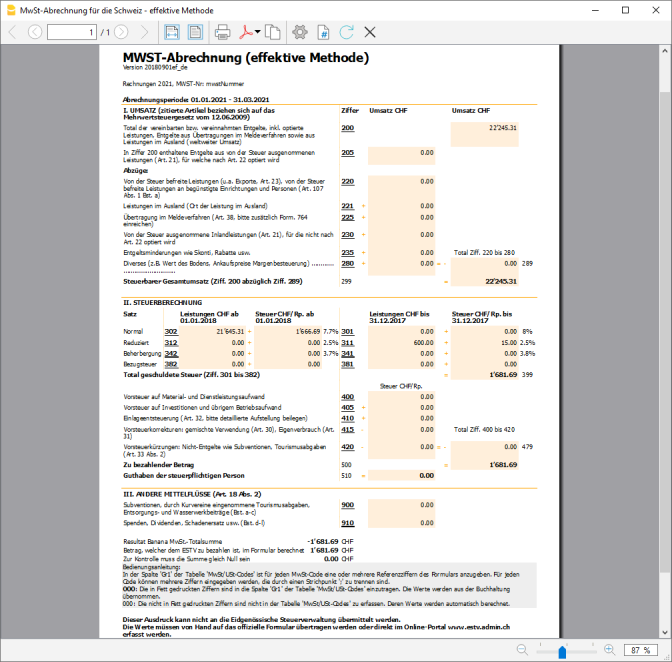 MwSt-Abrechnung für die Schweiz - effektive Methode
1 / 1
MWST-Abrechnung (effektive Methode)
Version 20180901ef_de
Rechnungen 2021, MWST-Nr: mwstNummer
Abrechnungsperiode: 01.01.2021 - 31.03.2021
I. UMSATZ (zitierte Artikel beziehen sich auf das Ziffer Umsatz CHF Umsatz CHF
Mehrwertsteuergesetz vom 12.06.2009)
Total der vereinbarten bzw. vereinnahmten Entgelte, inkl. optierte 200 22'245.31
Leistungen, Entgelte aus Übertragungen im Meldeverfahren sowie aus
Leistungen im Ausland (weltweiter Umsatz)
In Ziffer 200 enthaltene Entgelte aus von der Steuer ausgenommenen 205 0.00
Leistungen (Art. 21), für welche nach Art. 22 optiert wird
Abzüge:
Von der Steuer befreite Leistungen (u.a. Exporte, Art. 23), von der Steuer 220 0.00
befreite Leistungen an begünstigte Einrichtungen und Personen (Art. 107
Abs. 1 Bst. a)
Leistungen im Ausland (Ort der Leistung im Ausland) 221 + 0.00
Übertragung im Meldeverfahren (Art. 38, bitte zusätzlich Form. 764 225 + 0.00
einreichen)
Von der Steuer ausgenommene Inlandleistungen (Art. 21), für die nicht nach 230 + 0.00
Art. 22 optiert wird
Entgeltsminderungen wie Skonti, Rabatte usw. 235 + 0.00 Total Ziff. 220 bis 280
Diverses (z.B. Wert des Bodens, Ankaufspreise Margenbesteuerung) ............ 280 + 0.00 = - 0.00 289
........................
Steuerbarer Gesamtumsatz (Ziff. 200 abzüglich Ziff. 289) 299 = 22'245.31
II. STEUERBERECHNUNG
Satz Leistungen CHF ab Steuer CHF/ Rp. ab Leistungen CHF bis Steuer CHF/ Rp. bis
01.01.2018 01.01.2018 31.12.2017 31.12.2017
Normal 302 21'645.31 + 1'666.69 7.7% 301 0.00 + 0.00 8%
Reduziert 312 0.00 + 0.00 2.5% 311 600.00 + 15.00 2.5%
Beherbergung 342 0.00 + 0.00 3.7% 341 0.00 + 0.00 3.8%
Bezugsteuer 382 0.00 + 0.00 381 0.00 + 0.00
Total geschuldete Steuer (Ziff. 301 bis 382) = 1'681.69 399
Steuer CHF/Rp.
Vorsteuer auf Material- und Dienstleistungsaufwand 400 0.00
Vorsteuer auf Investitionen und übrigem Betriebsaufwand 405 + 0.00
Einlageentsteuerung (Art. 32, bitte detaillierte Aufstellung beilegen) 410 + 0.00
Vorsteuerkorrekturen: gemischte Verwendung (Art. 30), Eigenverbrauch (Art. 415 - 0.00 Total Ziff. 400 bis 420
31)
Vorsteuerkürzungen: Nicht-Entgelte wie Subventionen, Tourismusabgaben 420 - 0.00 = - 0.00 479
(Art. 33 Abs. 2)
Zu bezahlender Betrag 500 = 1'681.69
Guthaben der steuerpflichtigen Person 510 = 0.00
III. ANDERE MITTELFLÜSSE (Art. 18 Abs. 2)
Subventionen, durch Kurvereine eingenommene Tourismusabgaben, 900 0.00
Entsorgungs- und Wasserwerkbeiträge (Bst. a-c)
Spenden, Dividenden, Schadenersatz usw. (Bst. d-l) 910 0.00
Resultat Banana MwSt.-Totalsumme -1'681.69 CHF
Betrag, welcher dem ESTV zu bezahlen ist, im Formular berechnet 1'681.69 CHF
Zur Kontrolle muss die Summe gleich Null sein 0.00 CHF
Bedienungsanleitung:
In der Spalte 'Gr1' der Tabelle 'MwSt/USt-Codes' ist für jeden MwSt-Code eine oder mehrere Referenzziffern des Formulars anzugeben. Für jeden
Code können mehrere Ziffern eingegeben werden, die durch einen Strichpunkt ';' zu trennen sind.
000: Die in Fett gedruckten Ziffern sind in die Spalte 'Gr1' der Tabelle 'MwSt/USt-Codes' einzutragen. Die Werte werden aus der Buchhaltung
übernommen.
000: Die nicht in Fett gedruckten Ziffern sind nicht in der Tabelle 'MwSt/USt-Codes' zu erfassen. Deren Werte werden automatisch berechnet.
Dieser Ausdruck kann nicht an die Eidgenössische Steuerverwaltung übermittelt werden.
Die Werte müssen von Hand auf das offizielle Formular übertragen werden oder direkt im Online-Portal www.estv.admin.ch
erfasst werden.
87 %